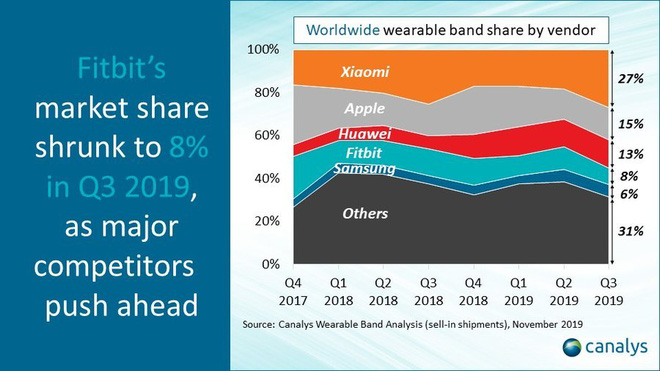 Fitbit's
market share
shrunk to 8%
in Q3 2019,
as major
competitors
push ahead
Worldwide wearable band share by vendor
100%
80%
60%
40%
20%
0%
Xiaomi
Apple
Huawei
Fitbit
Samsung
Others
27%
15%
13%
8%
6%
31%
Q4 Q1 Q2 Q3 Q4 Q1 Q2 Q3
2017 2018 2018 2018 2018 2019 2019 2019
Source: Canalys Wearable Band Analysis (sell-in shipments), November 2019
canalys